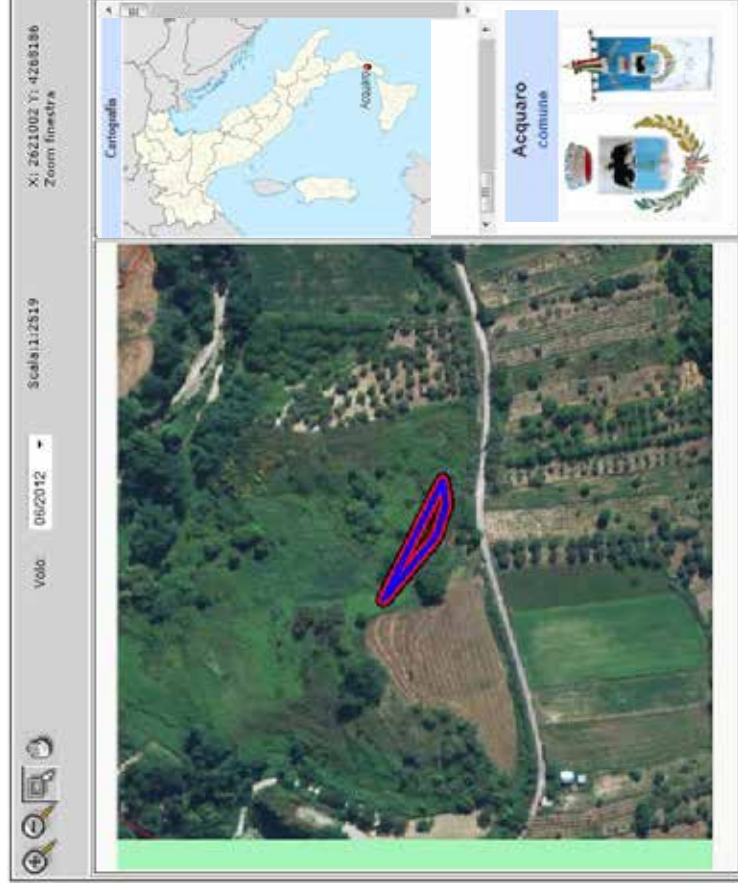 Volo:
06/2012
Scala:1:2519
X: 2621002 Y: 4268186
Zoom finestra
Cartografia
Acquaro
Acquaro
comune